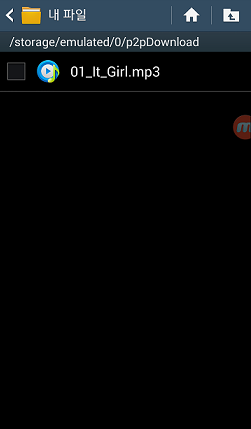 내 파일
/storage/emulated/0/p2pDownload
01_It_Girl.mp3